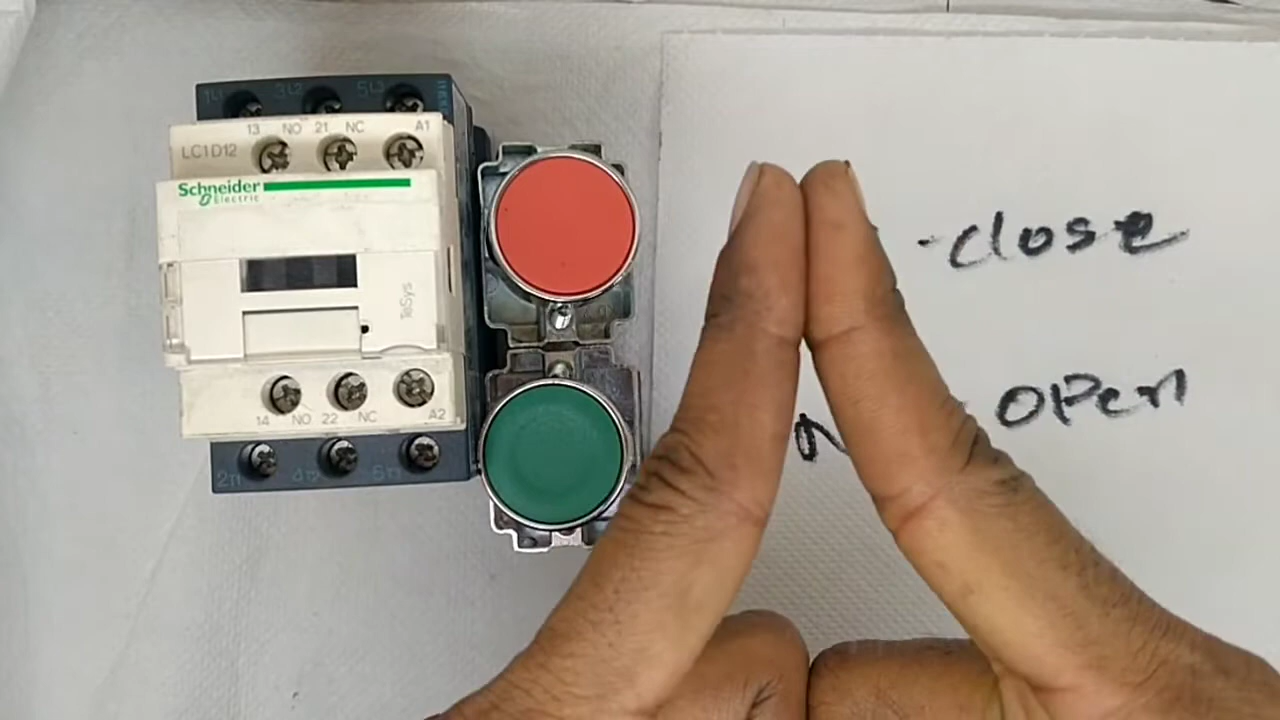 1L1 3L2 5L3
13 NO 21 NC A1
LC1D12
Schneider
Electric
TeSys
14 NO 22 NC A2
2T1 4T2 6T3
-close
N
OPen